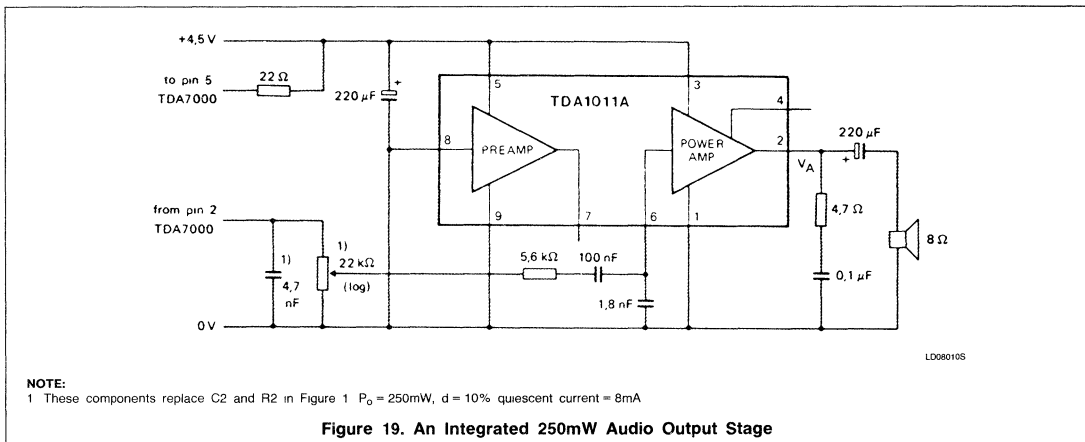 +4,5 V
to pin 5
TDA7000
22 Ω
220 µF
+
5
TDA1011A
3
4
8
PREAMP
POWER
AMP
2
220 µF
+
V_A
9
7
6
1
4,7 Ω
8 Ω
from pin 2
TDA7000
1)
4,7
nF
1)
22 kΩ
(log)
5,6 kΩ
100 nF
1,8 nF
0,1 µF
0 V
LD08010S
NOTE:
1 These components replace C2 and R2 in Figure 1 P₀ = 250mW, d = 10% quiescent current = 8mA
Figure 19. An Integrated 250mW Audio Output Stage